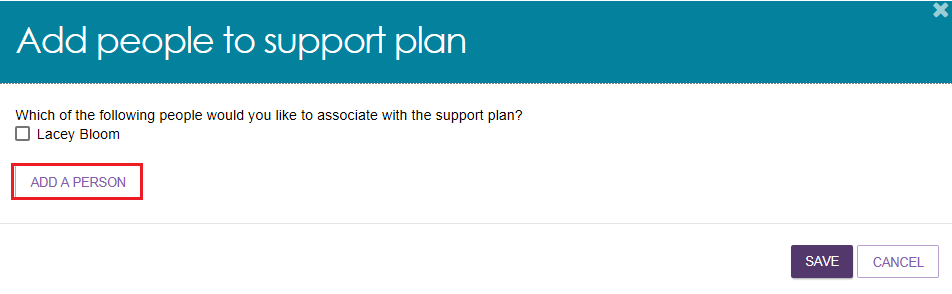 Add people to support plan
Which of the following people would you like to associate with the support plan?
Lacey Bloom
ADD A PERSON
SAVE CANCEL